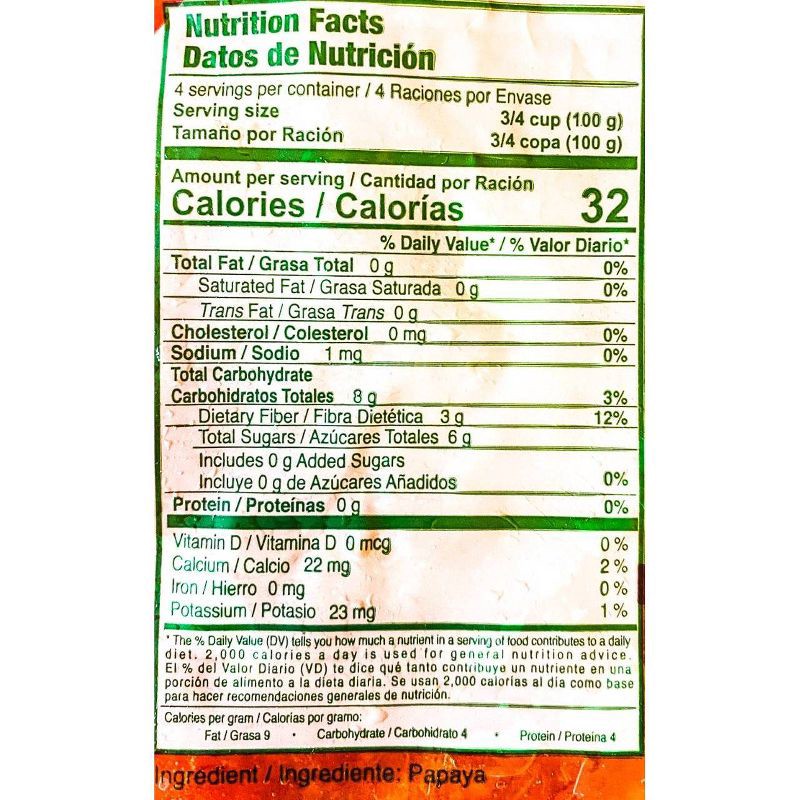 Nutrition Facts
Datos de Nutrición
4 servings per container / 4 Raciones por Envase
Serving size 3/4 cup (100 g)
Tamaño por Ración 3/4 copa (100 g)
Amount per serving / Cantidad por Ración
Calories / Calorías 32
% Daily Value* / % Valor Diario*
Total Fat / Grasa Total 0 g 0%
Saturated Fat / Grasa Saturada 0 g 0%
Trans Fat / Grasa Trans 0 g
Cholesterol / Colesterol 0 mg 0%
Sodium / Sodio 1 mg 0%
Total Carbohydrate
Carbohidratos Totales 8 g 3%
Dietary Fiber / Fibra Dietética 3 g 12%
Total Sugars / Azúcares Totales 6 g
Includes 0 g Added Sugars
Incluye 0 g de Azúcares Añadidos 0%
Protein / Proteínas 0 g 0%
Vitamin D / Vitamina D 0 mcg 0 %
Calcium / Calcio 22 mg 2 %
Iron / Hierro 0 mg 0 %
Potassium / Potasio 23 mg 1 %
* The % Daily Value (DV) tells you how much a nutrient in a serving of food contributes to a daily
diet. 2,000 calories a day is used for general nutrition advice.
El % del Valor Diario (VD) te dice qué tanto contribuye un nutriente en una
porción de alimento a la dieta diaria. Se usan 2,000 calorías al día como base
para hacer recomendaciones generales de nutrición.
Calories per gram / Calorías por gramo:
Fat / Grasa 9 • Carbohydrate / Carbohidrato 4 • Protein / Proteina 4
Ingredient / Ingrediente: Papaya